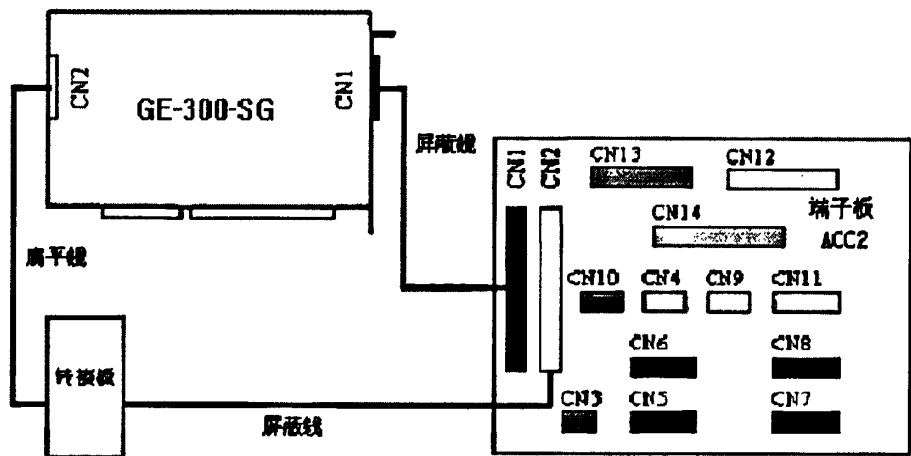 CN2
GE-300-SG
CN1
屏蔽线
CN1
CN2
CN13
CN12
CN14
端子板
ACC2
扁平线
CN10
CN4
CN9
CN11
CN6
CN8
转接板
屏蔽线
CN3
CN5
CN7